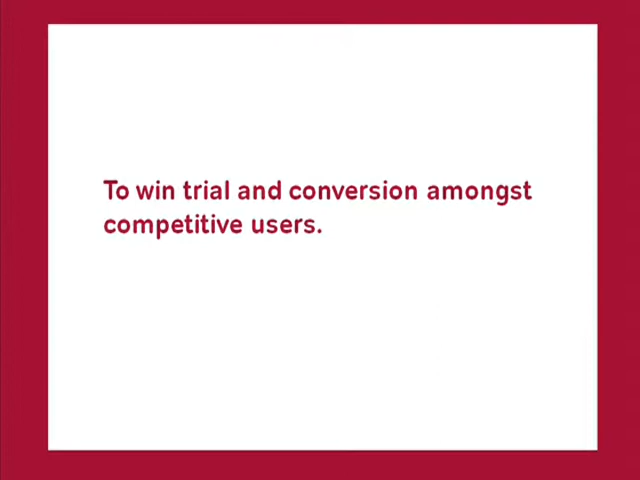 To win trial and conversion amongst
competitive users.